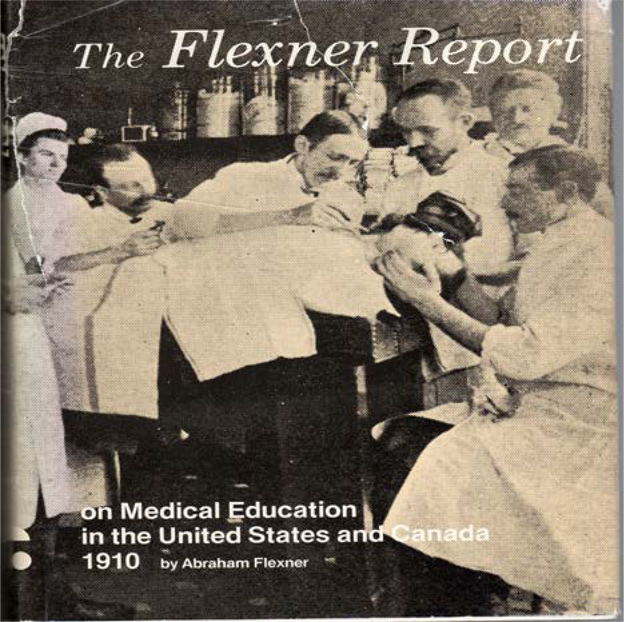 The Flexner Report
on Medical Education
in the United States and Canada
1910 by Abraham Flexner